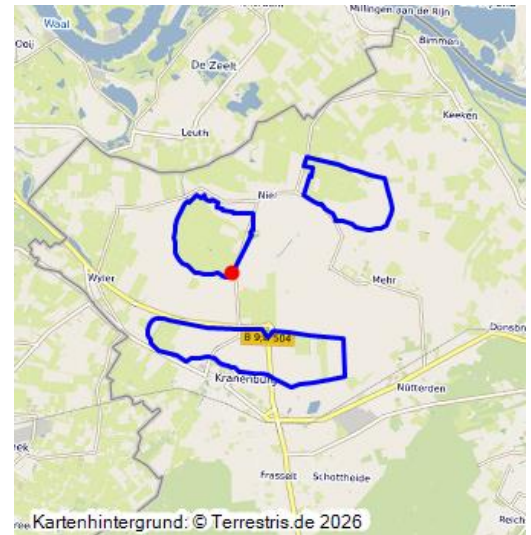 Millingen aan de Rijn
Waal
Ooij
Bimmen
De Zeelt
Keeken
Leuth
Niel
Wyler
Mehr
Donsbr
B 9, 504
Kranenburg
Nütterden
Frasselt
Schottheide
Reich
Kartenhintergrund: © Terrestris.de 2026